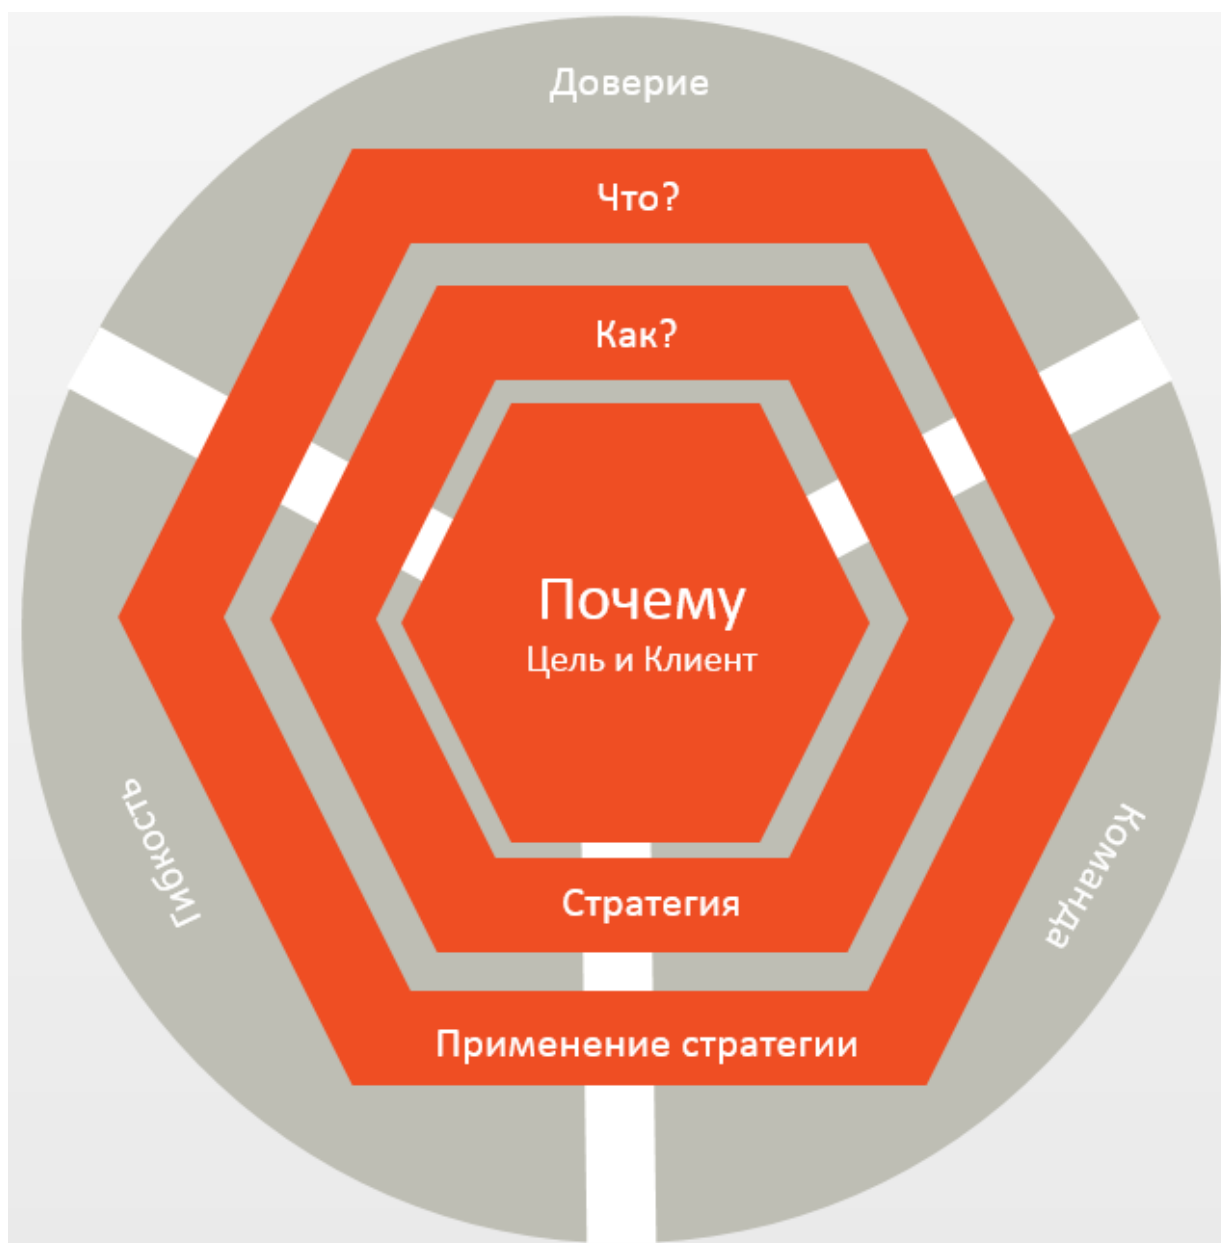 Доверие
Что?
Как?
Почему
Цель и Клиент
Гибкость
Команда
Стратегия
Применение стратегии